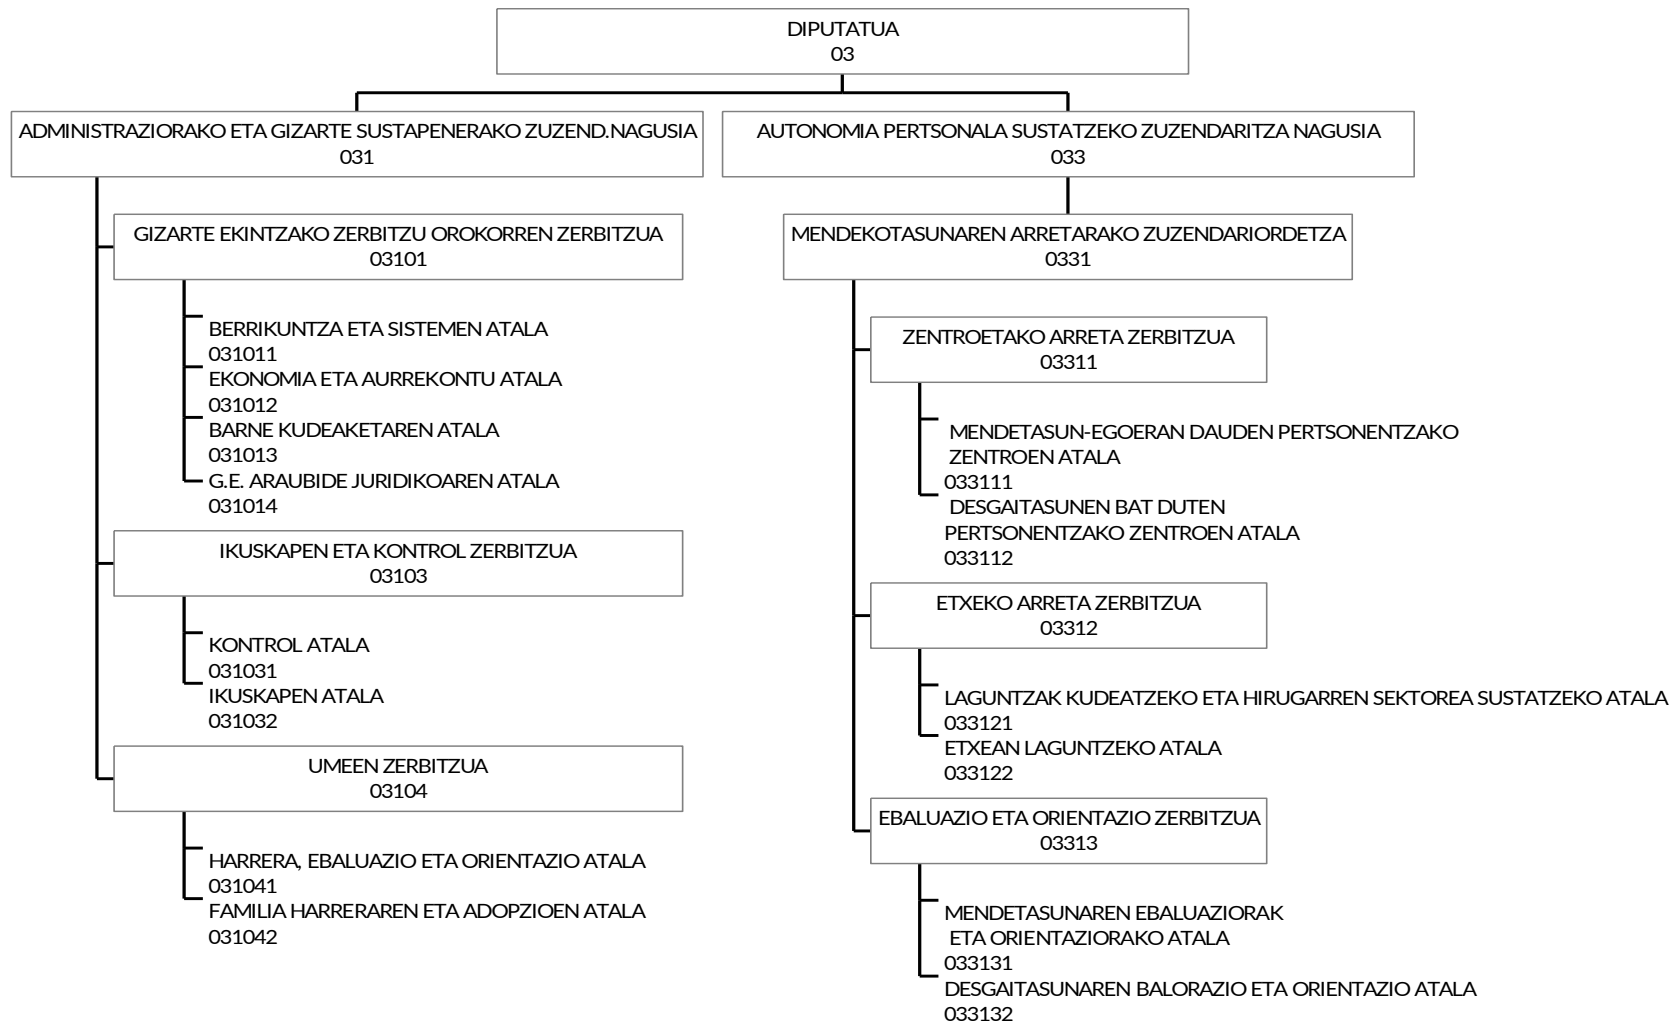 DIPUTATUA
03
ADMINISTRAZIORAKO ETA GIZARTE SUSTAPENERAKO ZUZEND.NAGUSIA
031
GIZARTE EKINTZAKO ZERBITZU OROKORREN ZERBITZUA
03101
BERRIKUNTZA ETA SISTEMEN ATALA
031011
EKONOMIA ETA AURREKONTU ATALA
031012
BARNE KUDEAKETAREN ATALA
031013
G.E. ARAUBIDE JURIDIKOAREN ATALA
031014
IKUSKAPEN ETA KONTROL ZERBITZUA
03103
KONTROL ATALA
031031
IKUSKAPEN ATALA
031032
UMEEN ZERBITZUA
03104
HARRERA, EBALUAZIO ETA ORIENTAZIO ATALA
031041
FAMILIA HARRERAREN ETA ADOPZIOEN ATALA
031042
AUTONOMIA PERTSONALA SUSTATZEKO ZUZENDARITZA NAGUSIA
033
MENDEKOTASUNAREN ARRETARAKO ZUZENDARIORDETZA
0331
ZENTROETAKO ARRETA ZERBITZUA
03311
MENDETASUN-EGOERAN DAUDEN PERTSONENTZAKO
ZENTROEN ATALA
033111
DESGAITASUNEN BAT DUTEN
PERTSONENTZAKO ZENTROEN ATALA
033112
ETXEKO ARRETA ZERBITZUA
03312
LAGUNTZAK KUDEATZEKO ETA HIRUGARREN SEKTOREA SUSTATZEKO ATALA
033121
ETXEAN LAGUNTZEKO ATALA
033122
EBALUAZIO ETA ORIENTAZIO ZERBITZUA
03313
MENDETASUNAREN EBALUAZIORAK
ETA ORIENTAZIORAKO ATALA
033131
DESGAITASUNAREN BALORAZIO ETA ORIENTAZIO ATALA
033132